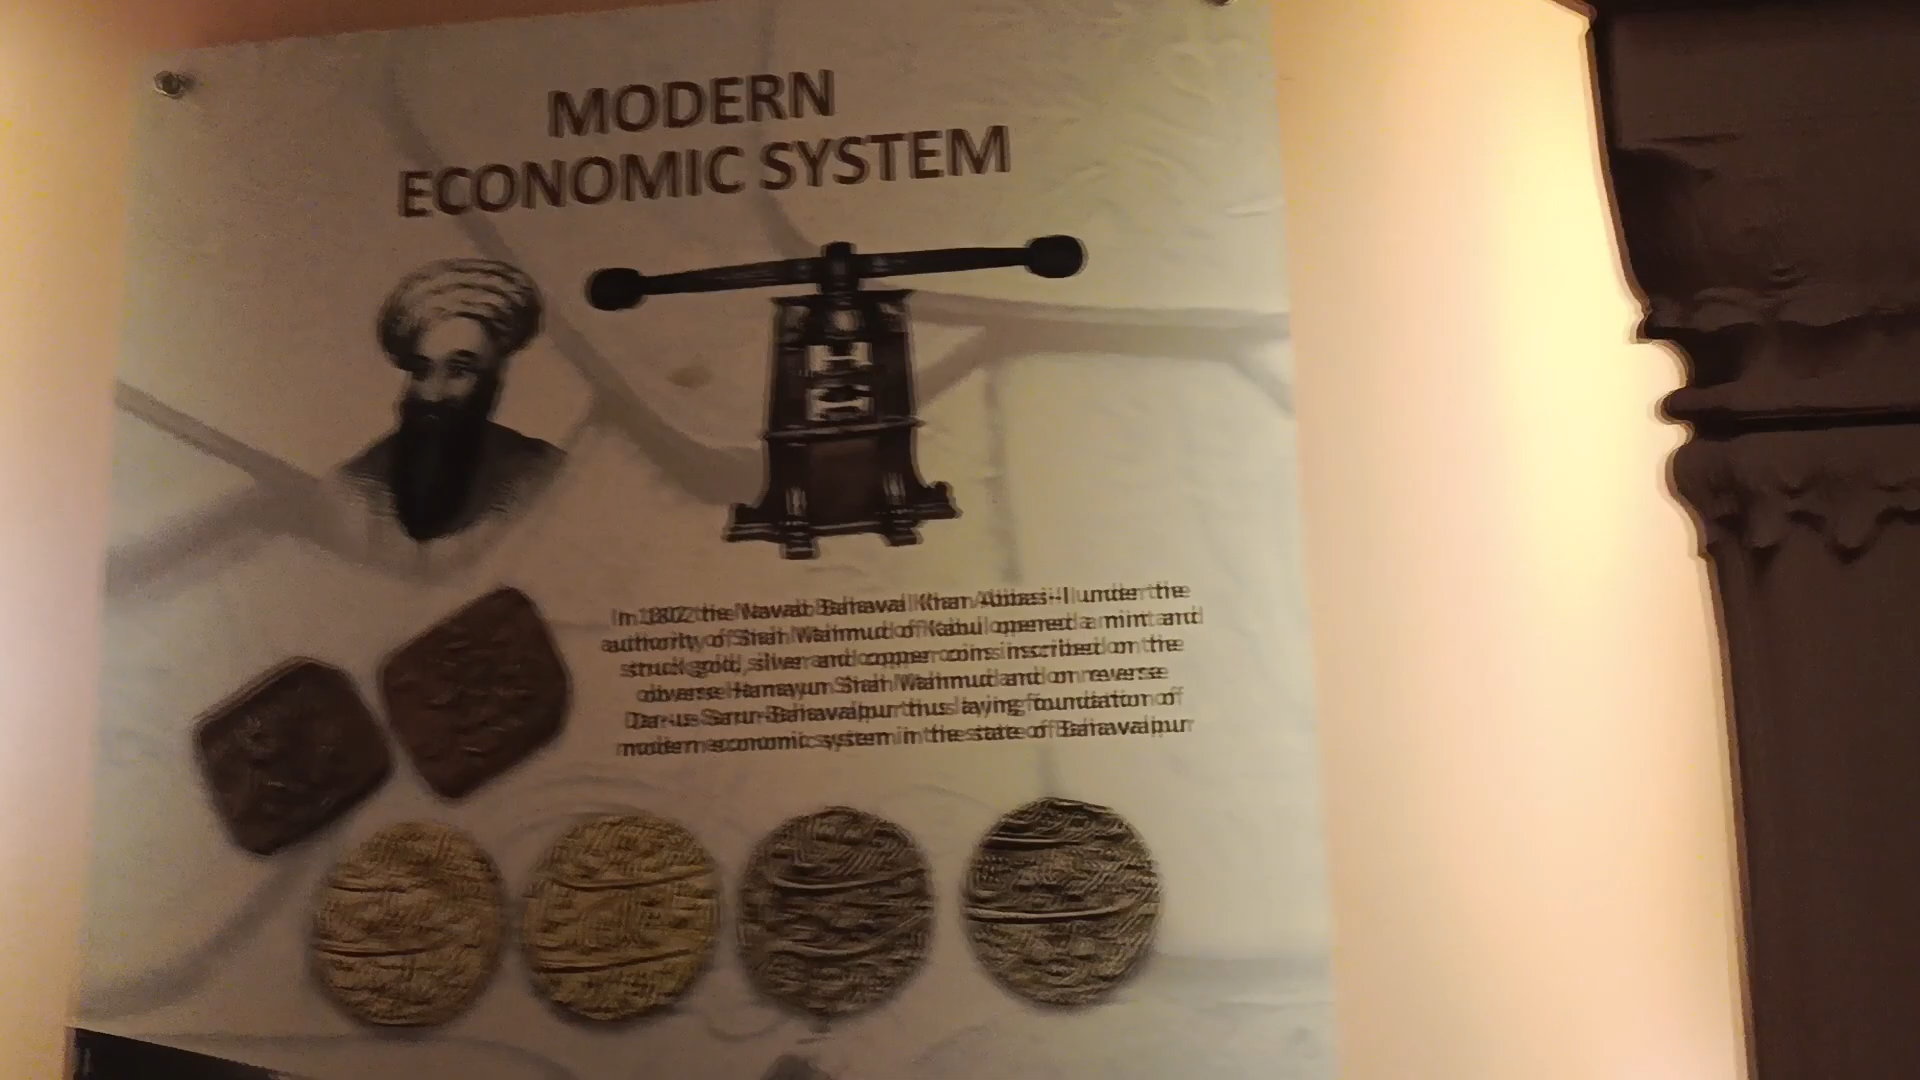 MODERN
ECONOMIC SYSTEM
In 1802 the Nawab Bahawal Khan Abbasi-I under the
authority of Shah Mahmud of Kabul opened a mint and
struck gold, silver and copper coins inscribed on the
obverse Hamayun Shah Mahmud and on reverse
Dar-us-Sarur-Bahawalpur thus laying foundation of
modern economic system in the state of Bahawalpur